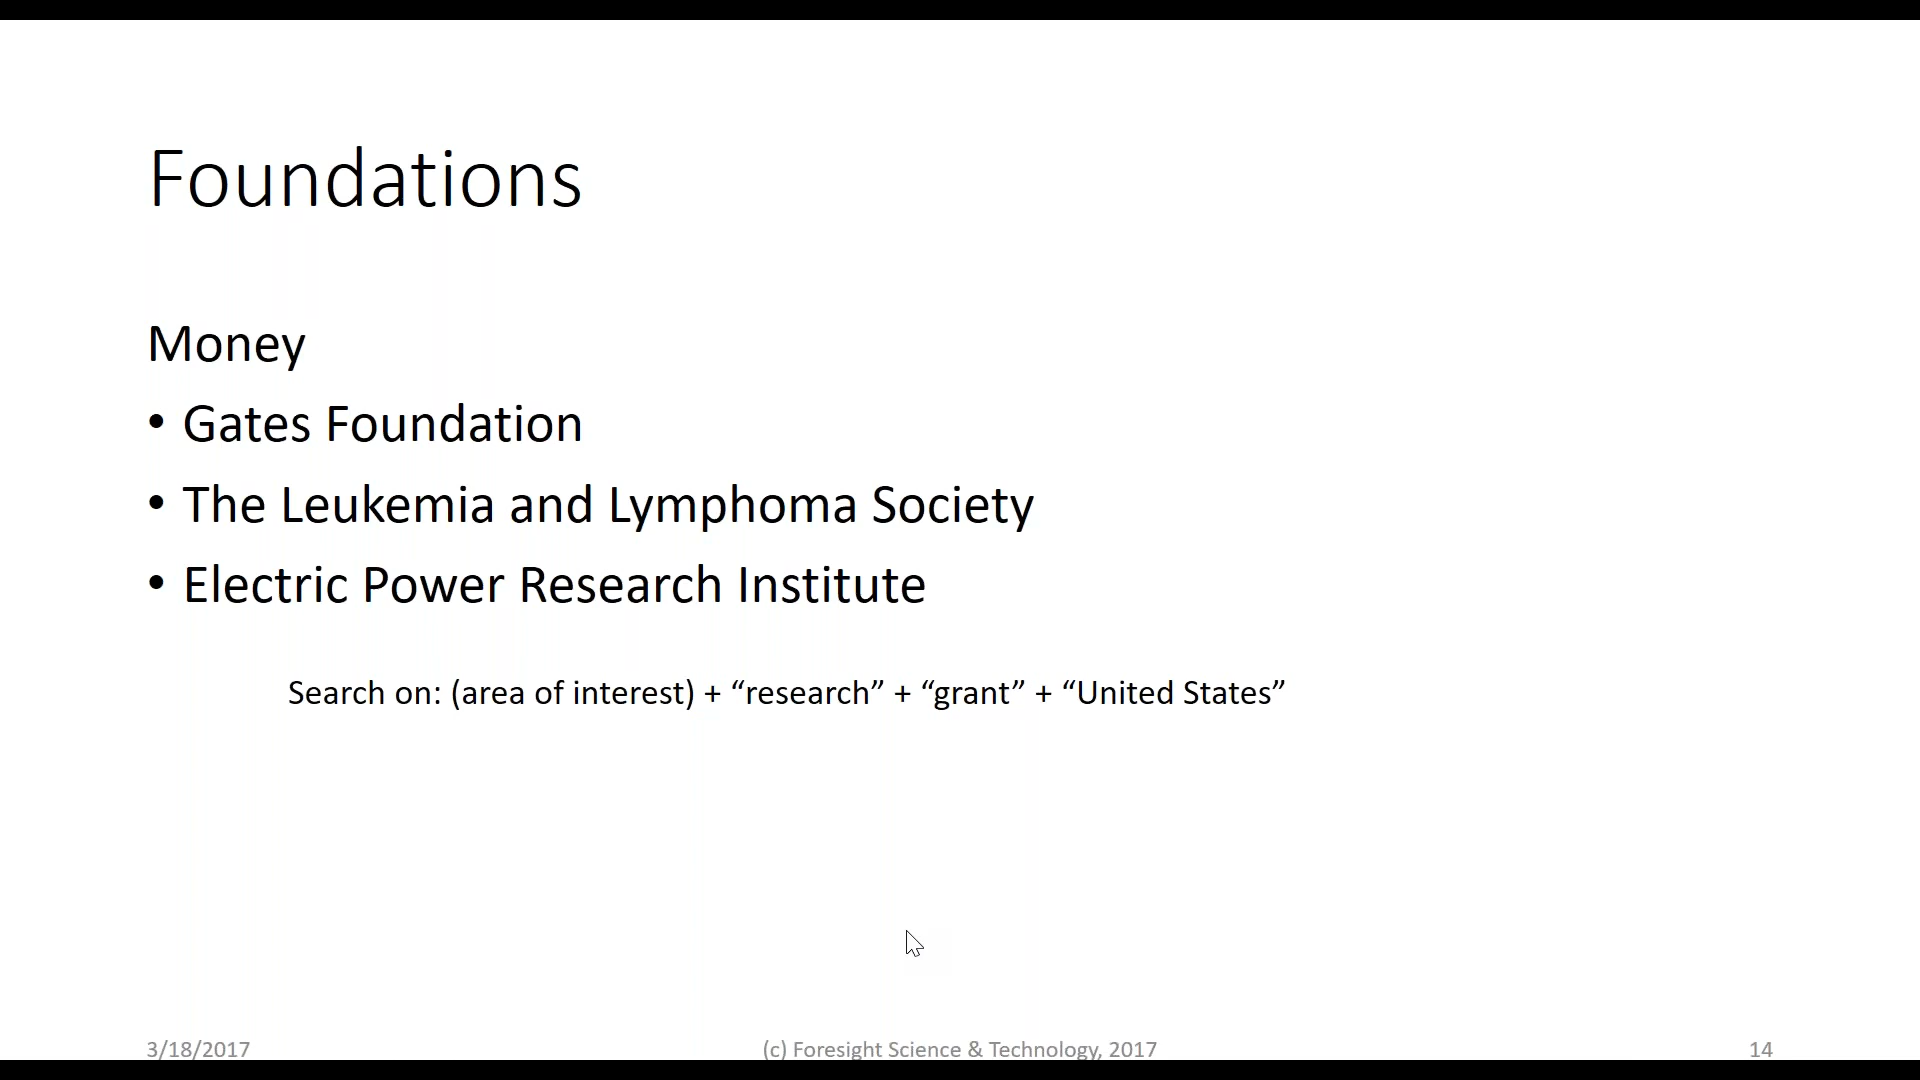 Foundations
Money
• Gates Foundation
• The Leukemia and Lymphoma Society
• Electric Power Research Institute
Search on: (area of interest) + “research” + “grant” + “United States”
3/18/2017
(c) Foresight Science & Technology, 2017
14